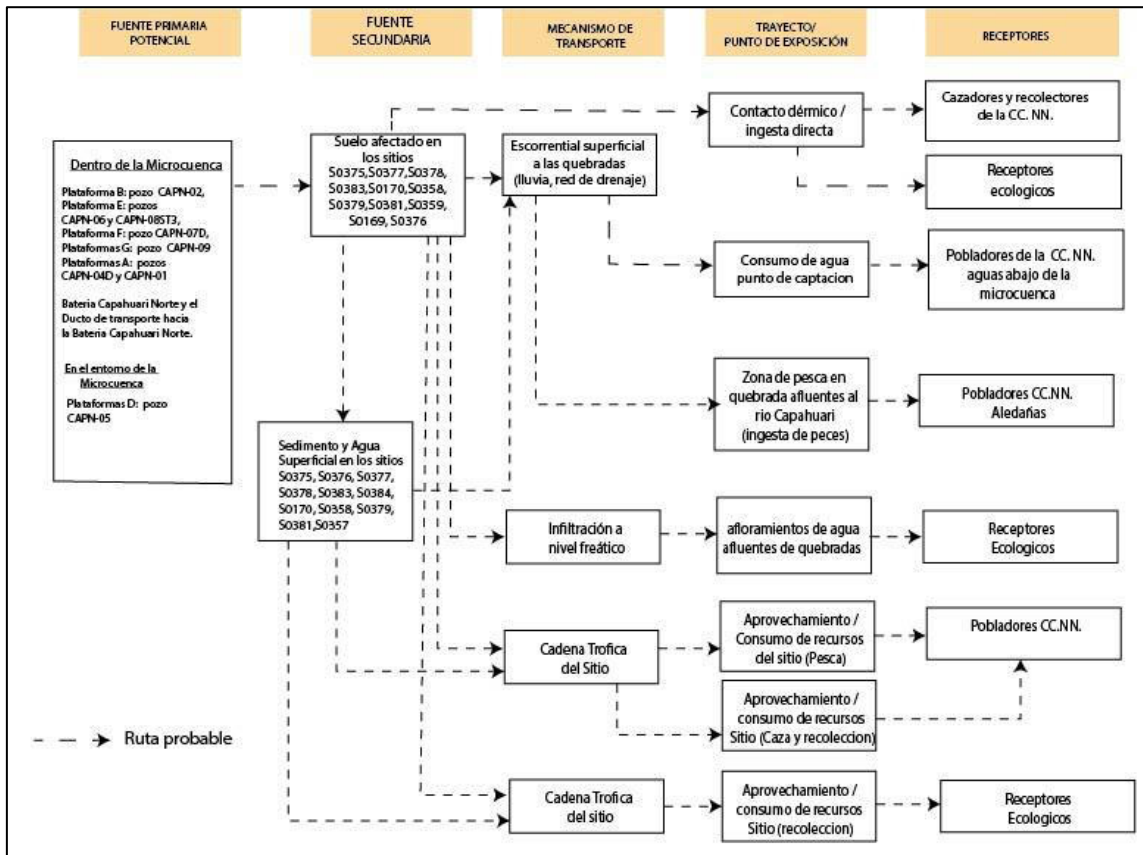 FUENTE PRIMARIA
POTENCIAL
FUENTE
SECUNDARIA
MECANISMO DE
TRANSPORTE
TRAYECTO/
PUNTO DE EXPOSICIÓN
RECEPTORES
Dentro de la Microcuenca
Plataforma B: pozo CAPN-02,
Plataforma E: pozos
CAPN-06 y CAPN-08ST3,
Plataforma F: pozo CAPN-07D,
Plataformas G: pozo CAPN-09
Plataformas A: pozos
CAPN-04D y CAPN-01
Bateria Capahuari Norte y el
Ducto de transporte hacia
la Bateria Capahuari Norte.
En el entorno de la
Microcuenca
Plataformas D: pozo
CAPN-05
Suelo afectado en
los sitios
S0375,S0377,S0378,
S0383,S0170,S0358,
S0379,S0381,S0359,
S0169, S0376
Sedimento y Agua
Superficial en los sitios
S0375, S0376, S0377,
S0378, S0383, S0384,
S0170, S0358, S0379,
S0381,S0357
Escorrential superficial
a las quebradas
(lluvia, red de drenaje)
Infiltración a
nivel freático
Cadena Trofica
del Sitio
Cadena Trofica
del sitio
Contacto dérmico /
ingesta directa
Consumo de agua
punto de captacion
Zona de pesca en
quebrada afluentes al
rio Capahuari
(ingesta de peces)
afloramientos de agua
afluentes de quebradas
Aprovechamiento /
Consumo de recursos
del sitio (Pesca)
Aprovechamiento /
consumo de recursos
Sitio (Caza y recoleccion)
Aprovechamiento /
consumo de recursos
Sitio (recoleccion)
Cazadores y recolectores
de la CC. NN.
Receptores
ecologicos
Pobladores de la CC. NN.
aguas abajo de la
microcuenca
Pobladores CC.NN.
Aledañas
Receptores
Ecologicos
Pobladores CC.NN.
Receptores
Ecologicos
Ruta probable